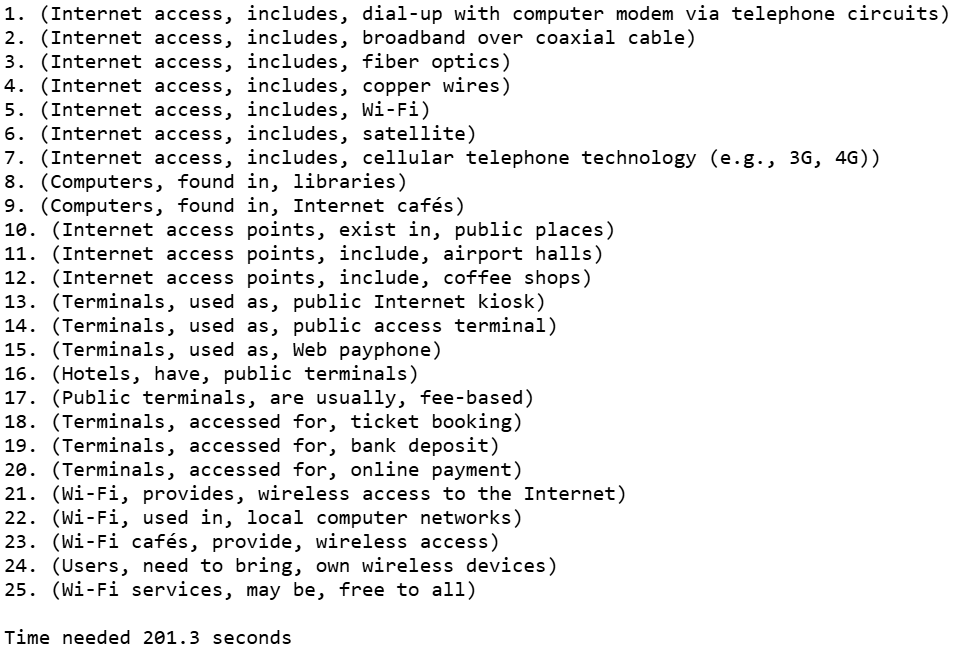 1. (Internet access, includes, dial-up with computer modem via telephone circuits)
2. (Internet access, includes, broadband over coaxial cable)
3. (Internet access, includes, fiber optics)
4. (Internet access, includes, copper wires)
5. (Internet access, includes, Wi-Fi)
6. (Internet access, includes, satellite)
7. (Internet access, includes, cellular telephone technology (e.g., 3G, 4G))
8. (Computers, found in, libraries)
9. (Computers, found in, Internet cafés)
10. (Internet access points, exist in, public places)
11. (Internet access points, include, airport halls)
12. (Internet access points, include, coffee shops)
13. (Terminals, used as, public Internet kiosk)
14. (Terminals, used as, public access terminal)
15. (Terminals, used as, Web payphone)
16. (Hotels, have, public terminals)
17. (Public terminals, are usually, fee-based)
18. (Terminals, accessed for, ticket booking)
19. (Terminals, accessed for, bank deposit)
20. (Terminals, accessed for, online payment)
21. (Wi-Fi, provides, wireless access to the Internet)
22. (Wi-Fi, used in, local computer networks)
23. (Wi-Fi cafés, provide, wireless access)
24. (Users, need to bring, own wireless devices)
25. (Wi-Fi services, may be, free to all)
Time needed 201.3 seconds